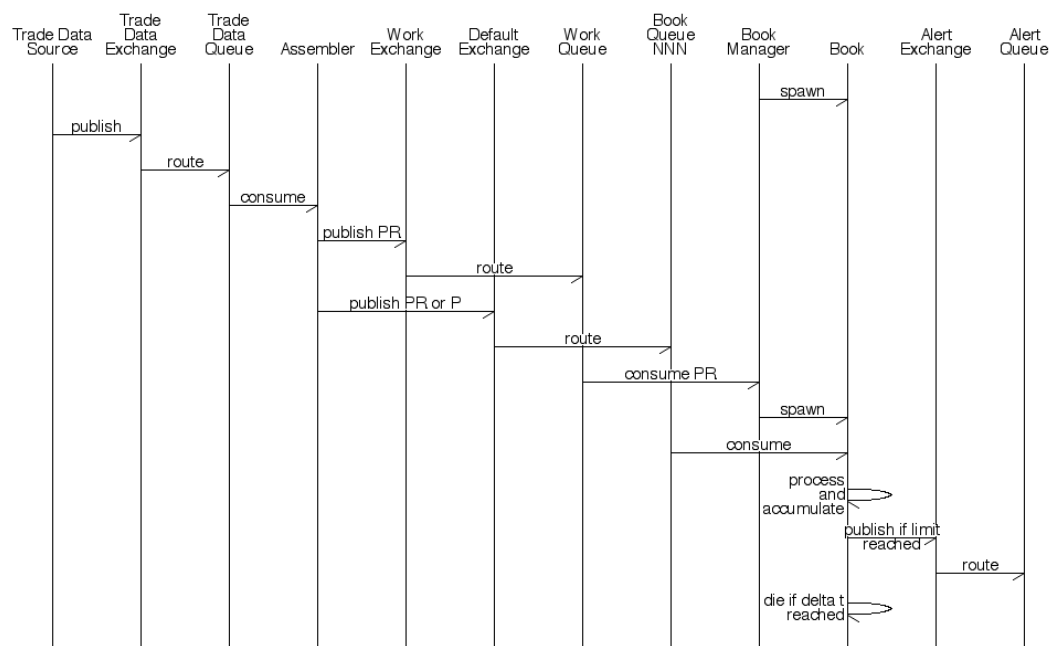 Trade Data
Source
Trade
Data
Exchange
Trade
Data
Queue
Assembler
Work
Exchange
Default
Exchange
Work
Queue
Book
Queue
NNN
Book
Manager
Book
Alert
Exchange
Alert
Queue
spawn
publish
route
consume
publish PR
route
publish PR or P
route
consume PR
spawn
consume
process
and
accumulate
publish if limit
reached
route
die if delta t
reached